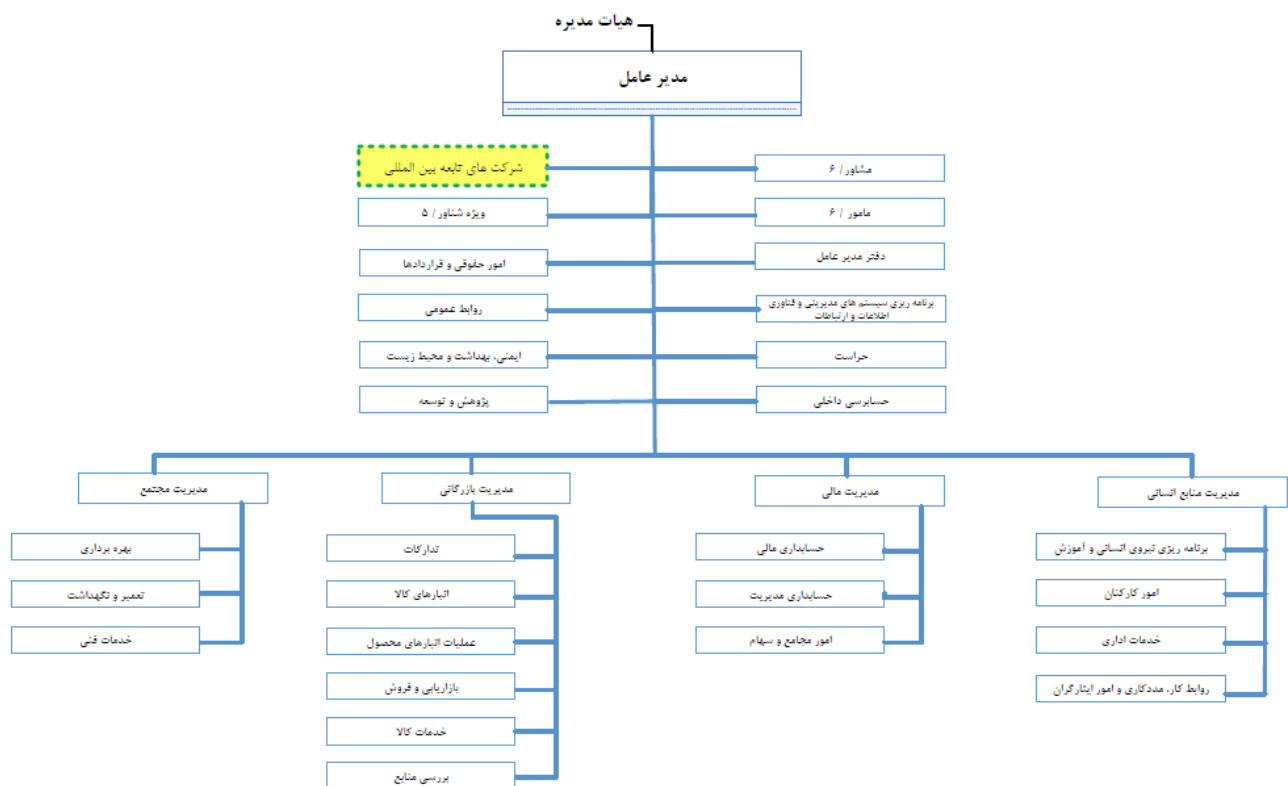 هیات مدیره
مدیر عامل
مشاور / ۶
شرکت های تابعه بین المللی
مامور / ۶
ویژه شناور / ۵
دفتر مدیر عامل
امور حقوقی و قراردادها
برنامه ریزی سیستم های مدیریتی و فناوری
اطلاعات و ارتباطات
روابط عمومی
حراست
ایمنی، بهداشت و محیط زیست
حسابرسی داخلی
پژوهش و توسعه
مدیریت منابع انسانی
مدیریت مالی
مدیریت بازرگانی
مدیریت مجتمع
برنامه ریزی نیروی انسانی و آموزش
امور کارکنان
خدمات اداری
روابط کار، مددکاری و امور ایثارگران
حسابداری مالی
حسابداری مدیریت
امور مجامع و سهام
تدارکات
انبارهای کالا
عملیات انبارهای محصول
بازاریابی و فروش
خدمات کالا
بررسی منابع
بهره برداری
تعمیر و نگهداشت
خدمات فنی